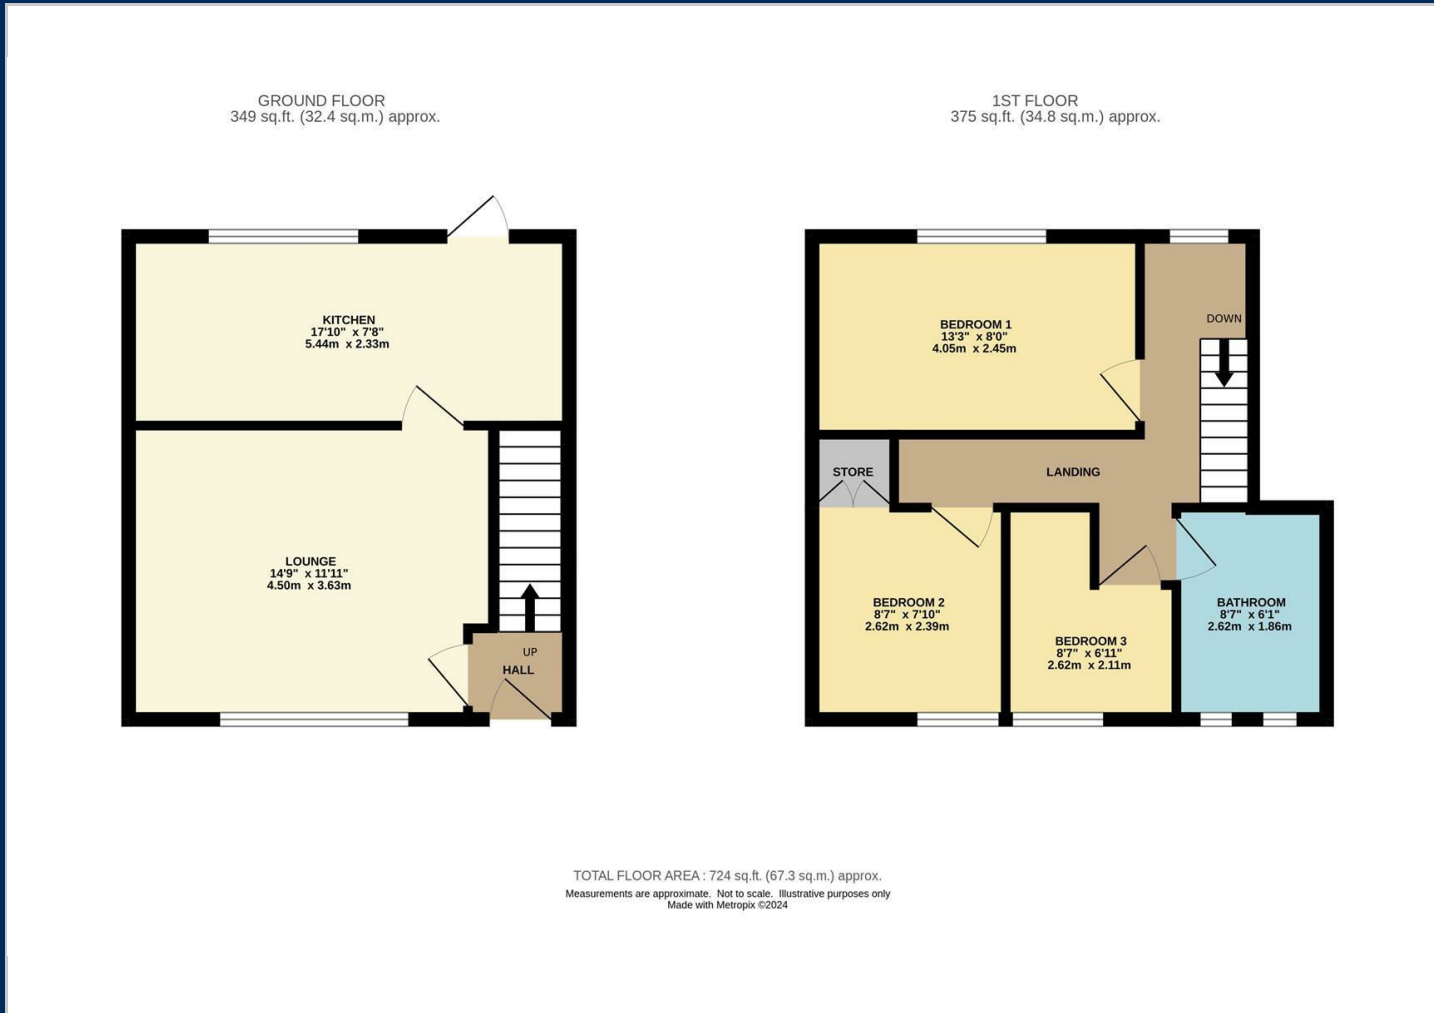 GROUND FLOOR
349 sq.ft. (32.4 sq.m.) approx.
1ST FLOOR
375 sq.ft. (34.8 sq.m.) approx.
KITCHEN
17'10" x 7'8"
5.44m x 2.33m
LOUNGE
14'9" x 11'11"
4.50m x 3.63m
UP
HALL
BEDROOM 1
13'3" x 8'0"
4.05m x 2.45m
DOWN
STORE
LANDING
BEDROOM 2
8'7" x 7'10"
2.62m x 2.39m
BEDROOM 3
8'7" x 6'11"
2.62m x 2.11m
BATHROOM
8'7" x 6'1"
2.62m x 1.86m
TOTAL FLOOR AREA : 724 sq.ft. (67.3 sq.m.) approx.
Measurements are approximate. Not to scale. Illustrative purposes only
Made with Metropix ©2024